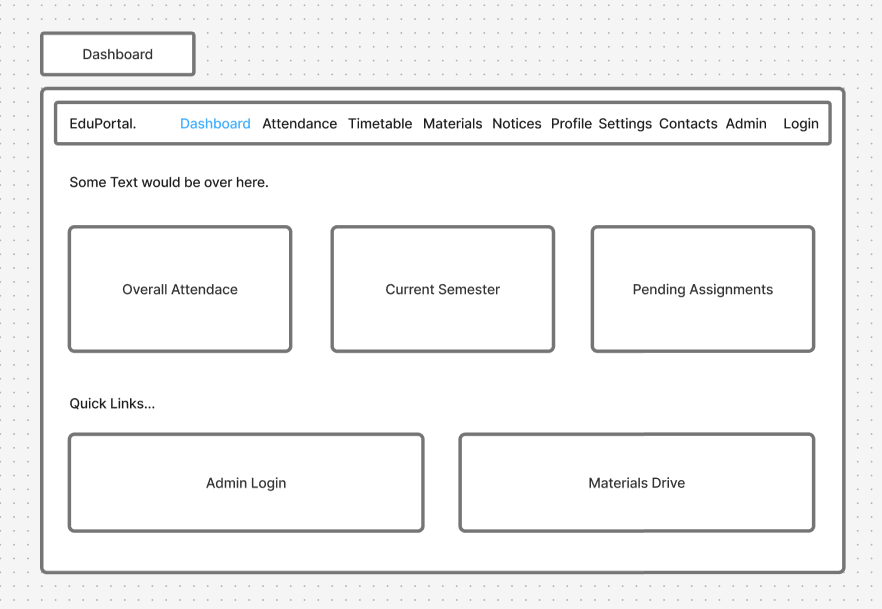 Dashboard
EduPortal. Dashboard Attendance Timetable Materials Notices Profile Settings Contacts Admin Login
Some Text would be over here.
Overall Attendace Current Semester Pending Assignments
Quick Links...
Admin Login Materials Drive